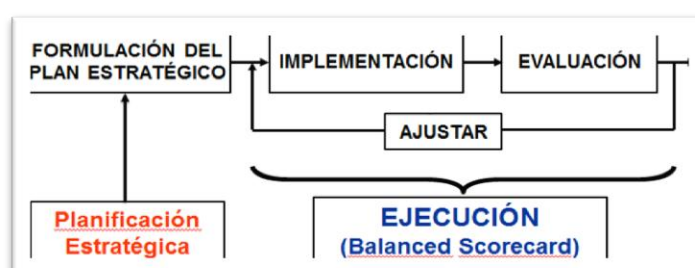 FORMULACIÓN DEL
PLAN ESTRATÉGICO
IMPLEMENTACIÓN
EVALUACIÓN
AJUSTAR
Planificación
Estratégica
EJECUCIÓN
(Balanced Scorecard)